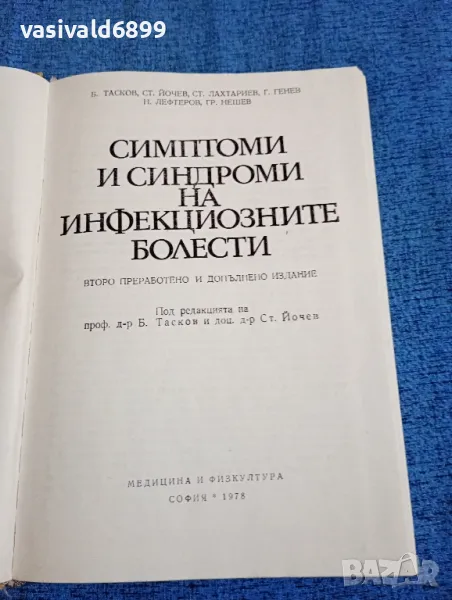 vasivald6899
Б. ТАСКОВ, СТ. ЙОЧЕВ, СТ. ЛАХТАРИЕВ, Г. ГЕНЕВ
Н. ЛЕФТЕРОВ, ГР. НЕШЕВ
СИМПТОМИ
И СИНДРОМИ
НА
ИНФЕКЦИОЗНИТЕ
БОЛЕСТИ
ВТОРО ПРЕРАБОТЕНО И ДОПЪЛНЕНО ИЗДАНИЕ
Под редакцията на
проф. д-р Б. Тасков и доц. д-р Ст. Йочев
МЕДИЦИНА И ФИЗКУЛТУРА
СОФИЯ * 1978
BAZAR